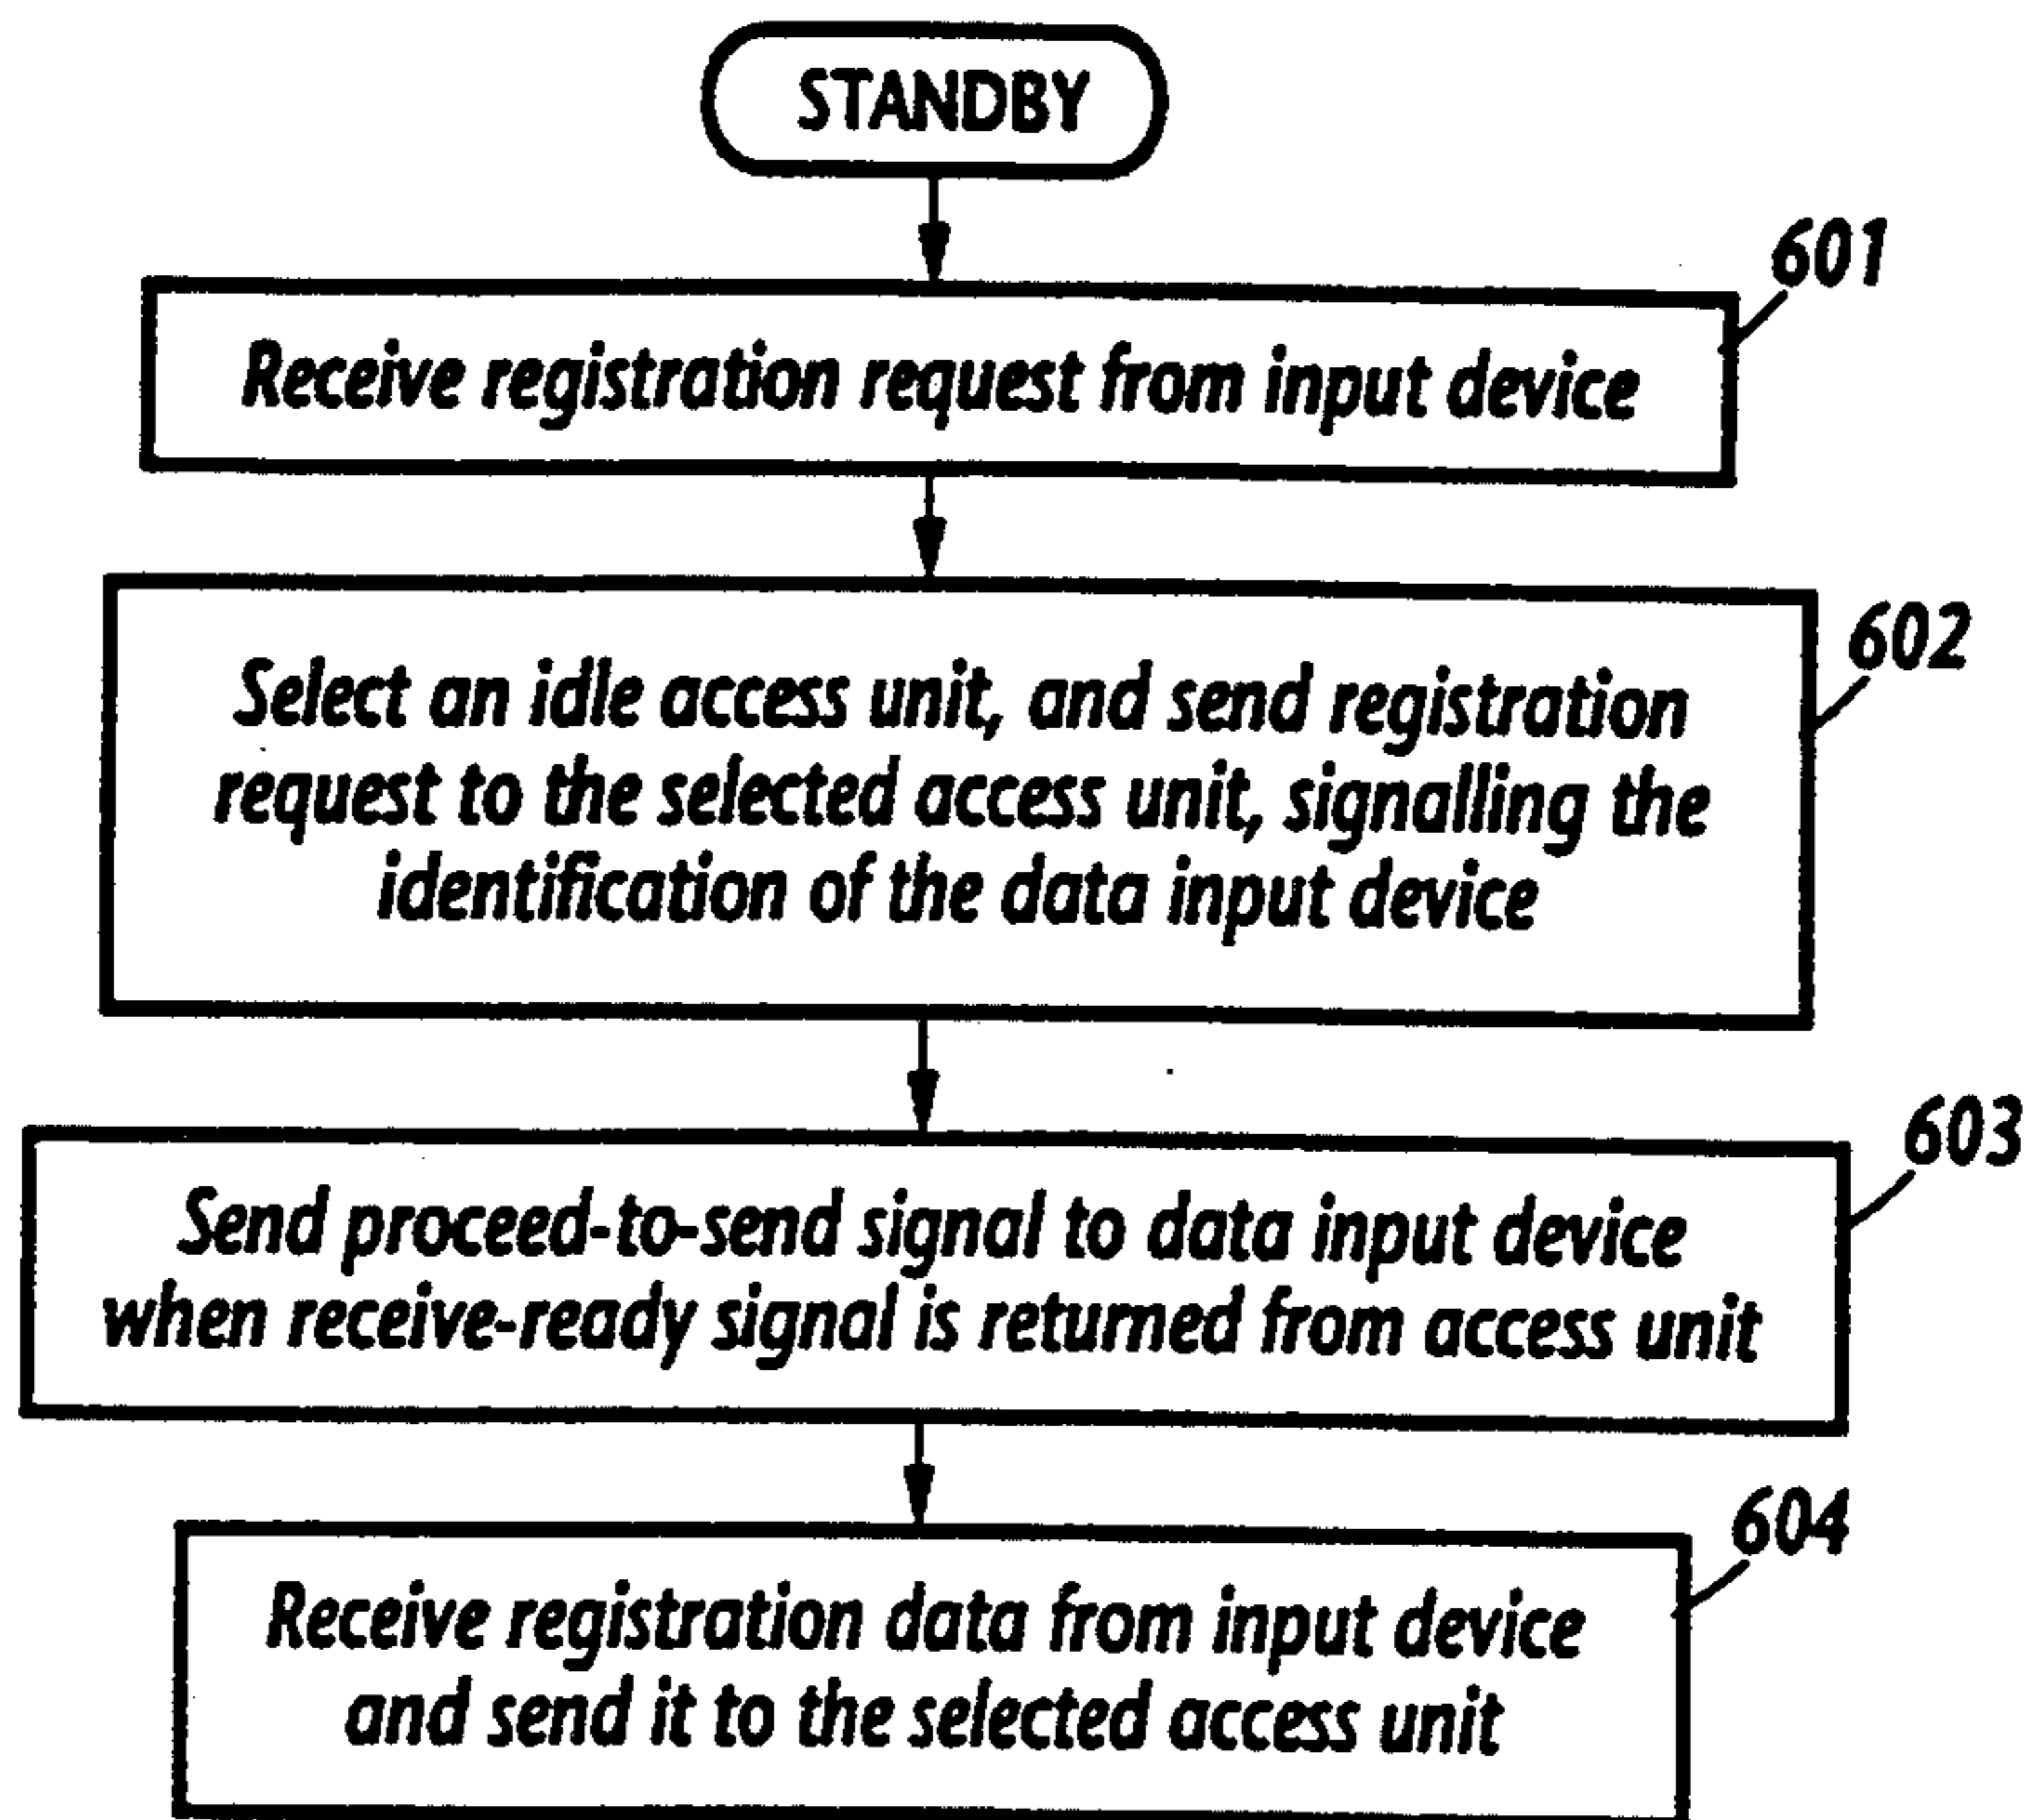 STANDBY
601
Receive registration request from input device
602
Select an idle access unit, and send registration
request to the selected access unit, signalling the
identification of the data input device
603
Send proceed-to-send signal to data input device
when receive-ready signal is returned from access unit
604
Receive registration data from input device
and send it to the selected access unit